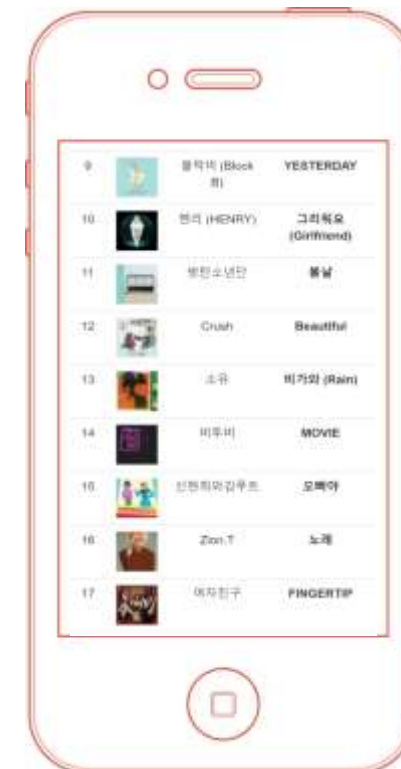 9 블락비 (Block B) YESTERDAY
10 헨리 (HENRY) 그리워요 (Girlfriend)
11 방탄소년단 봄날
12 Crush Beautiful
13 소유 비가와 (Rain)
14 비투비 MOVIE
15 신현희와김루트 오빠야
16 Zion.T 노래
17 여자친구 FINGERTIP